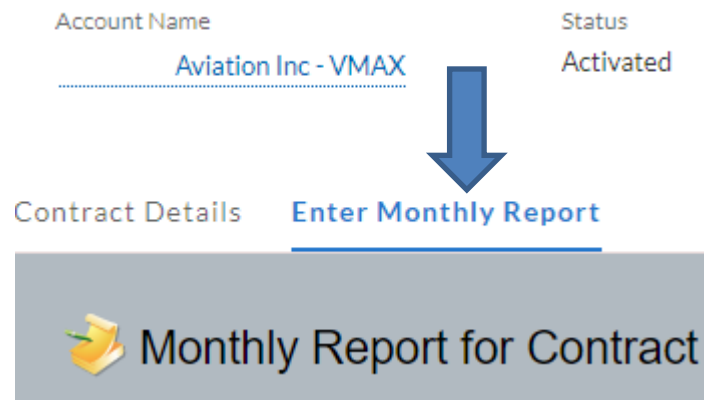 Account Name Status
Aviation Inc - VMAX Activated
Contract Details Enter Monthly Report
Monthly Report for Contract